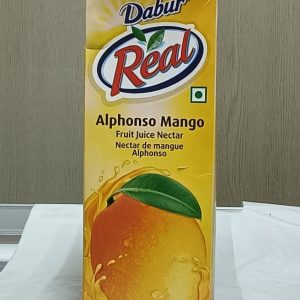 Dabur
Real
Alphonso Mango
Fruit Juice Nectar
Nectar de mangue
Alphonso